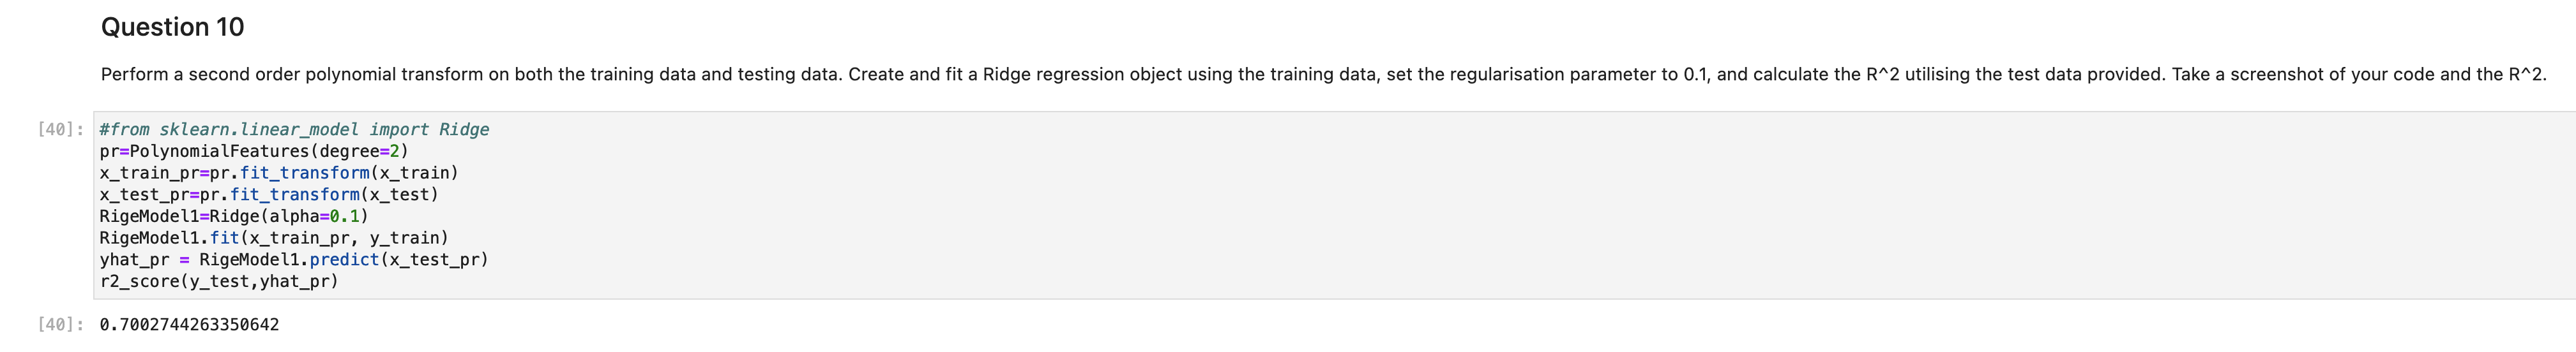 Question 10
Perform a second order polynomial transform on both the training data and testing data. Create and fit a Ridge regression object using the training data, set the regularisation parameter to 0.1, and calculate the R^2 utilising the test data provided. Take a screenshot of your code and the R^2.
[40]: #from sklearn.linear_model import Ridge
pr=PolynomialFeatures(degree=2)
x_train_pr=pr.fit_transform(x_train)
x_test_pr=pr.fit_transform(x_test)
RigeModel1=Ridge(alpha=0.1)
RigeModel1.fit(x_train_pr, y_train)
yhat_pr = RigeModel1.predict(x_test_pr)
r2_score(y_test,yhat_pr)
[40]: 0.7002744263350642